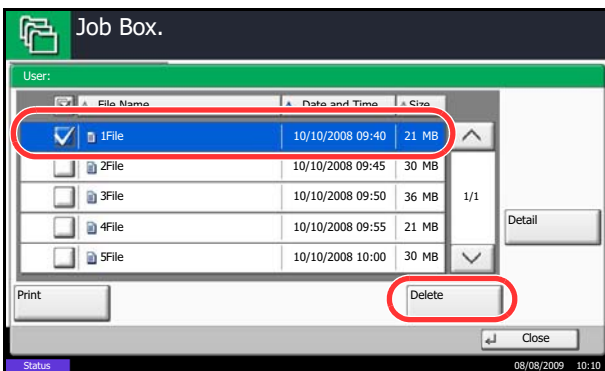 Job Box.
User:
File Name Date and Time Size
1File 10/10/2008 09:40 21 MB
2File 10/10/2008 09:45 30 MB
3File 10/10/2008 09:50 36 MB 1/1
4File 10/10/2008 09:55 21 MB Detail
5File 10/10/2008 10:00 30 MB
Print Delete
Close
Status 08/08/2009 10:10